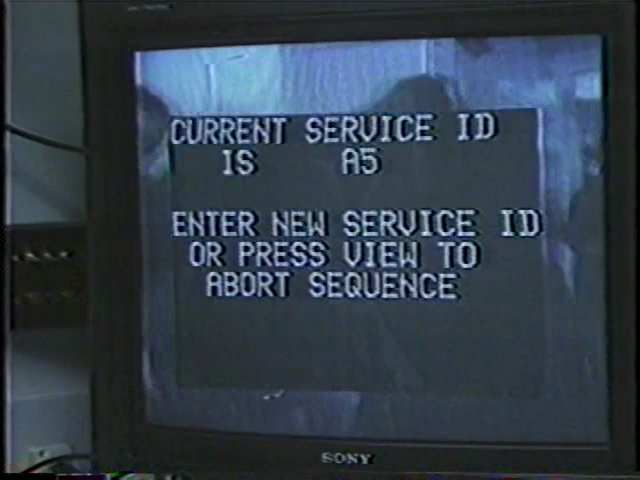 CURRENT SERVICE ID
IS A5
ENTER NEW SERVICE ID
OR PRESS VIEW TO
ABORT SEQUENCE
SONY